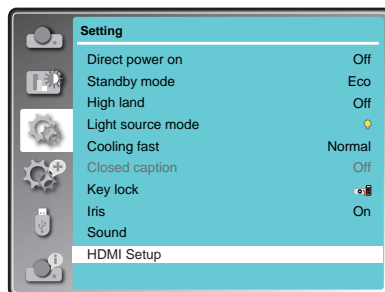 Setting
Direct power on Off
Standby mode Eco
High land Off
Light source mode
Cooling fast Normal
Closed caption Off
Key lock
Iris On
Sound
HDMI Setup